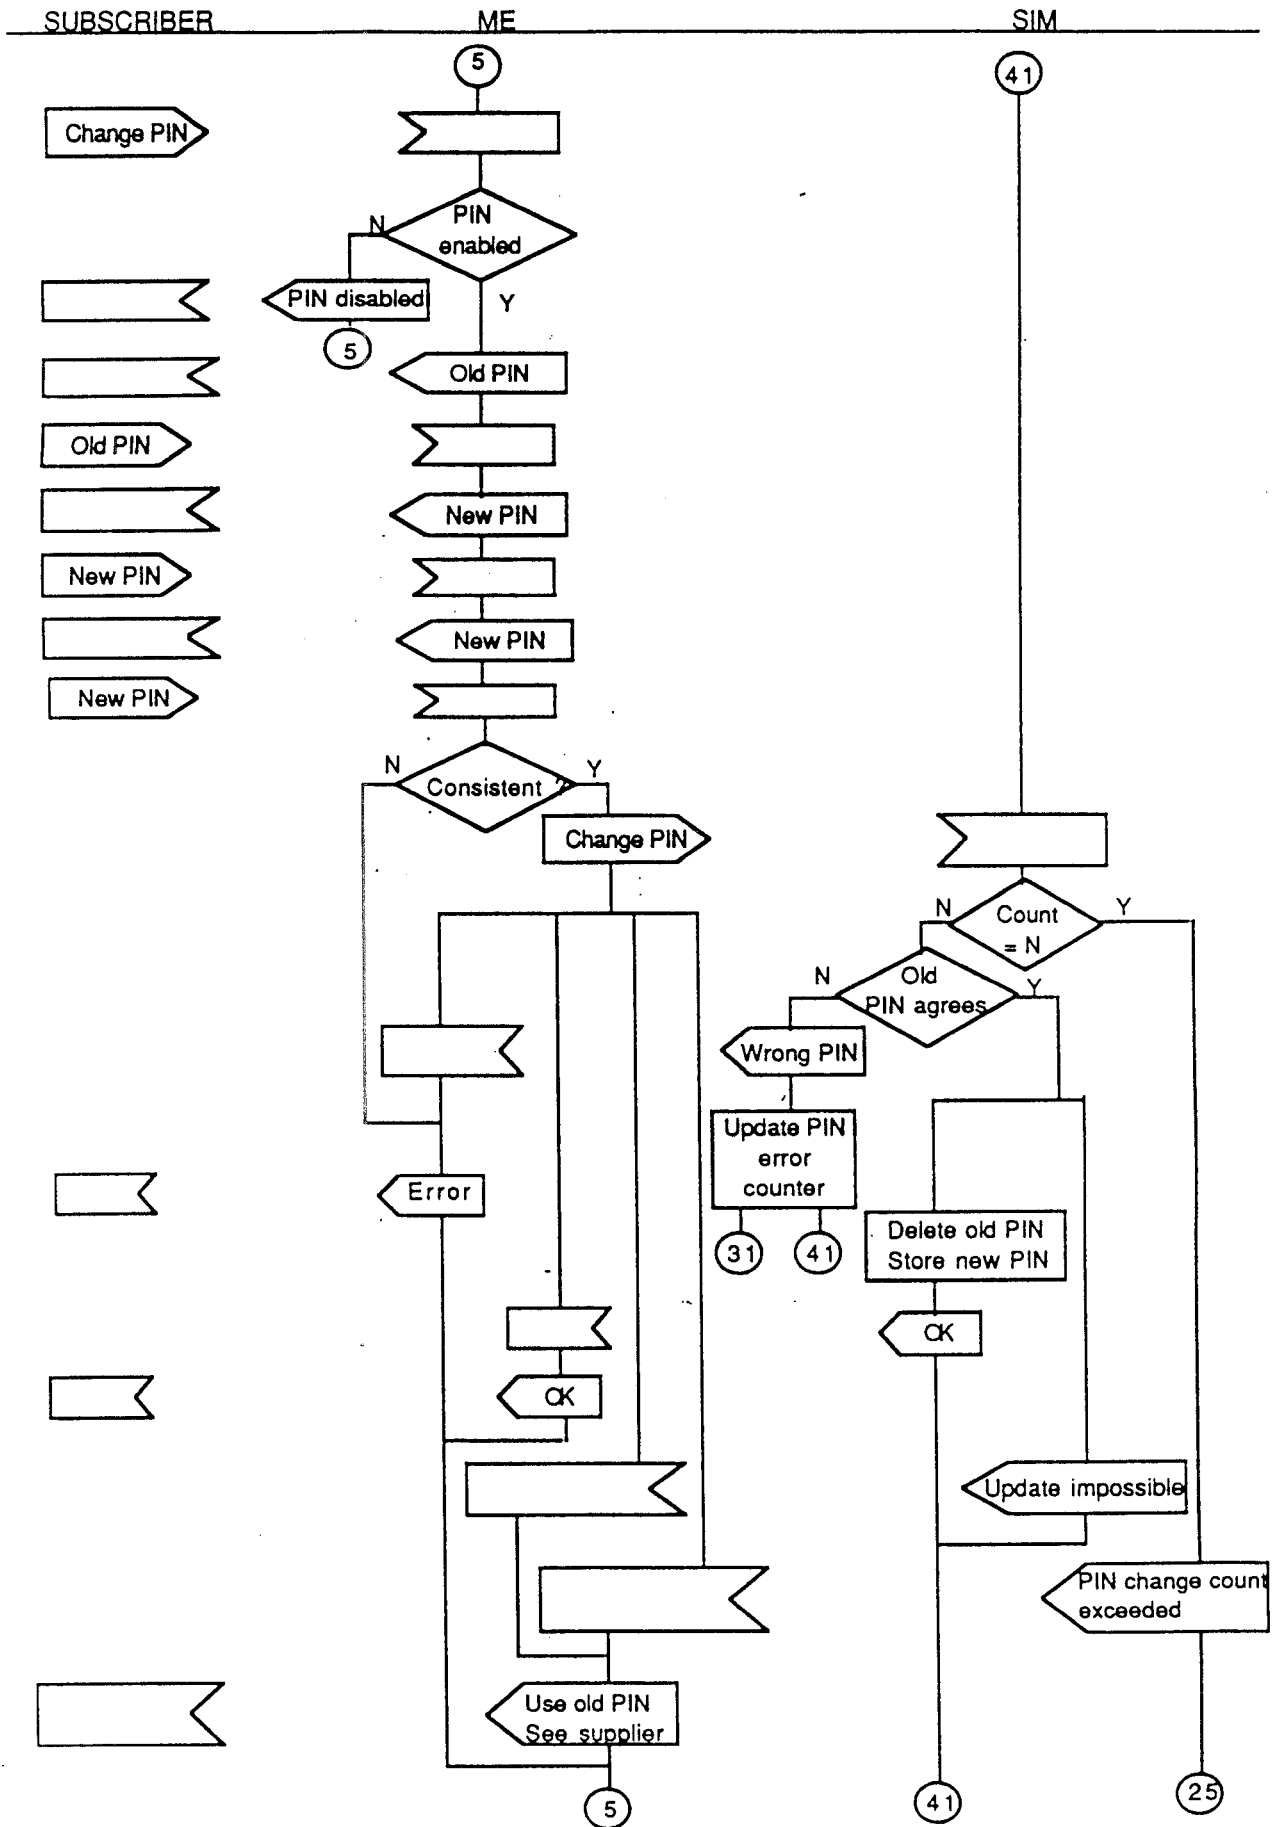 SUBSCRIBER ME SIM
5
41
Change PIN
PIN
enabled
N
PIN disabled
Y
5
Old PIN
Old PIN
New PIN
New PIN
New PIN
New PIN
N
Consistent ?
Y
Change PIN
N
Count
= N
Y
N
Old
PIN agrees
Y
Wrong PIN
Update PIN
error
counter
Error
31
41
Delete old PIN
Store new PIN
OK
OK
Update impossible
PIN change count
exceeded
Use old PIN
See supplier
5
41
25